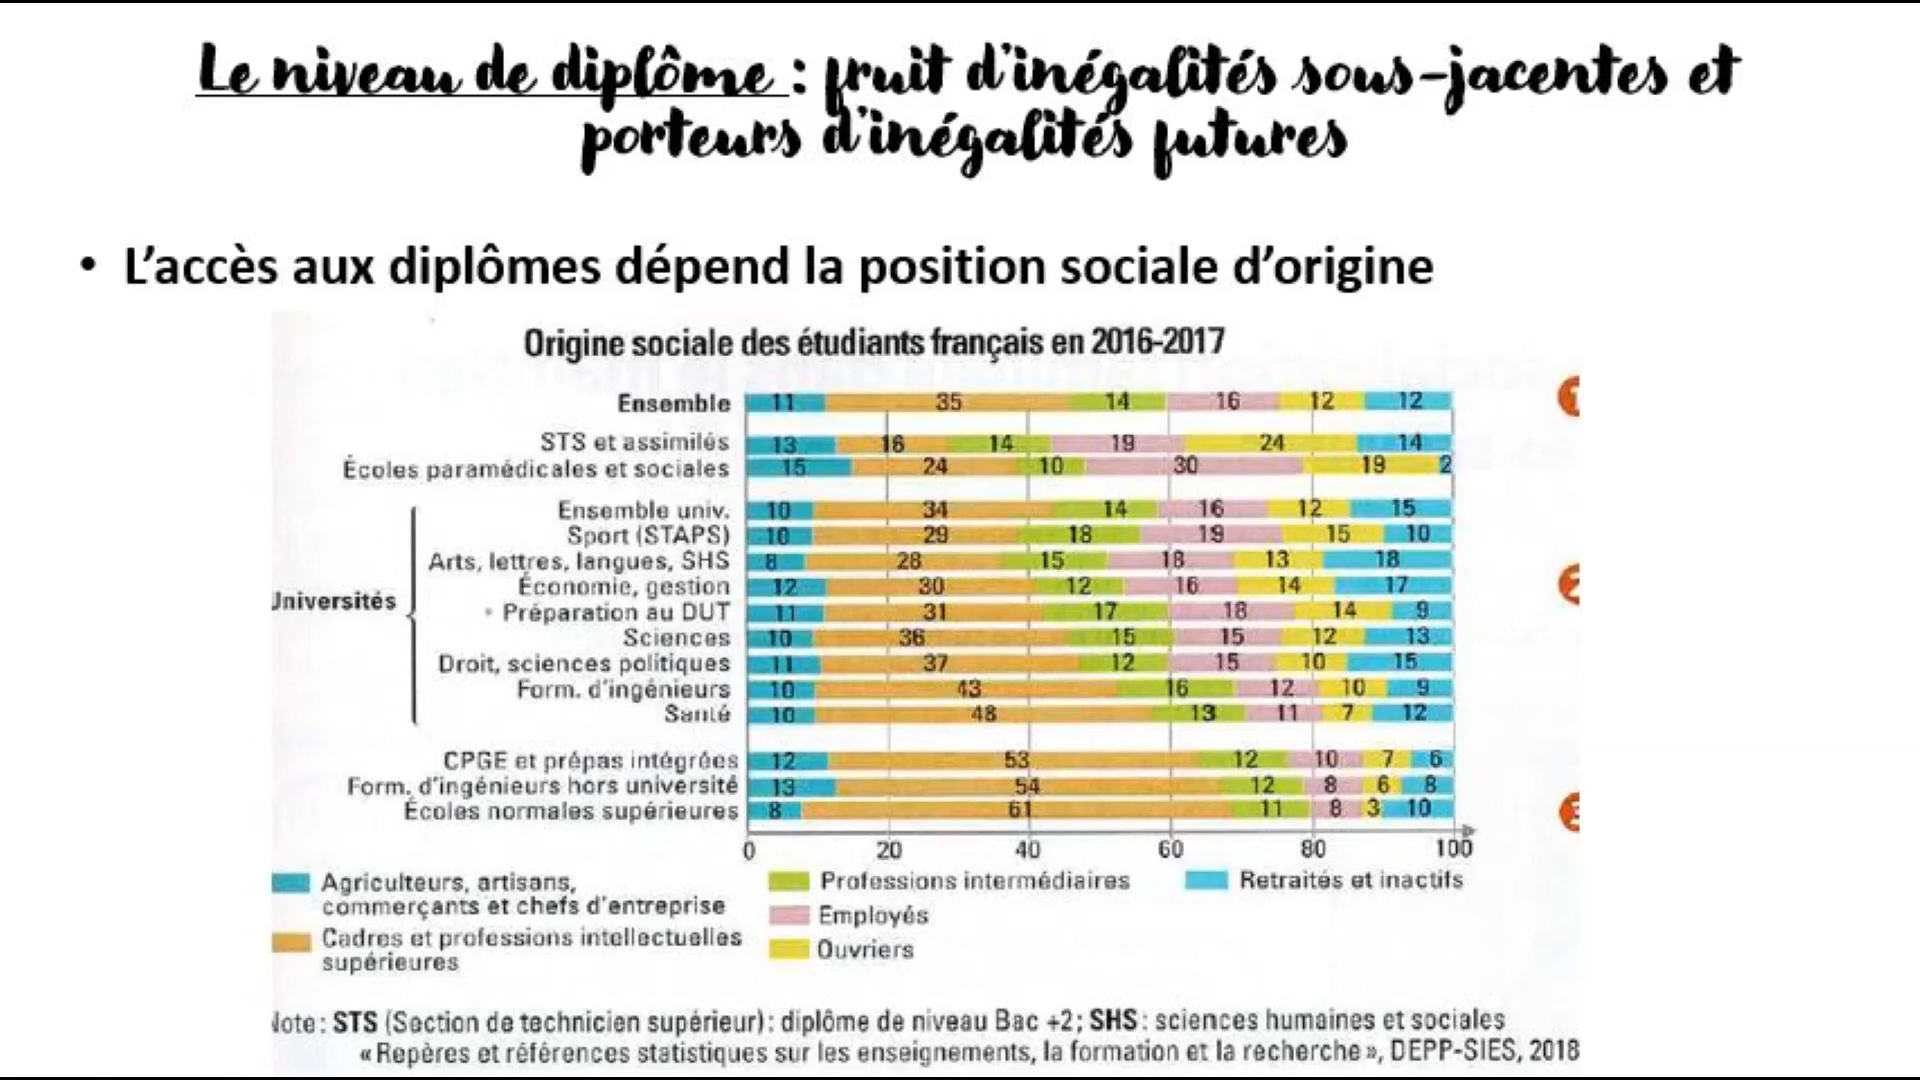 Le niveau de diplôme : fruit d'inégalités sous-jacentes et
porteurs d'inégalités futures
• L'accès aux diplômes dépend la position sociale d'origine
Origine sociale des étudiants français en 2016-2017
Ensemble 11 35 14 16 12 12
STS et assimilés 13 16 14 19 24 14
Écoles paramédicales et sociales 15 24 10 30 19 2
Ensemble univ. 10 34 14 16 12 15
Sport (STAPS) 10 29 18 19 15 10
Arts, lettres, langues, SHS 8 28 15 18 13 18
Économie, gestion 12 30 12 16 14 17
Universités
Préparation au DUT 11 31 17 18 14 9
Sciences 10 36 15 15 12 13
Droit, sciences politiques 11 37 12 15 10 15
Form. d'ingénieurs 10 43 16 12 10 9
Santé 10 48 13 11 7 12
CPGE et prépas intégrées 12 53 12 10 7 6
Form. d'ingénieurs hors université 13 54 12 8 6 8
Écoles normales supérieures 8 61 11 8 3 10
0 20 40 60 80 100
Agriculteurs, artisans,
commerçants et chefs d'entreprise
Cadres et professions intellectuelles
supérieures
Professions intermédiaires
Employés
Ouvriers
Retraités et inactifs
Note : STS (Section de technicien supérieur) : diplôme de niveau Bac +2 ; SHS : sciences humaines et sociales
« Repères et références statistiques sur les enseignements, la formation et la recherche », DEPP-SIES, 2018